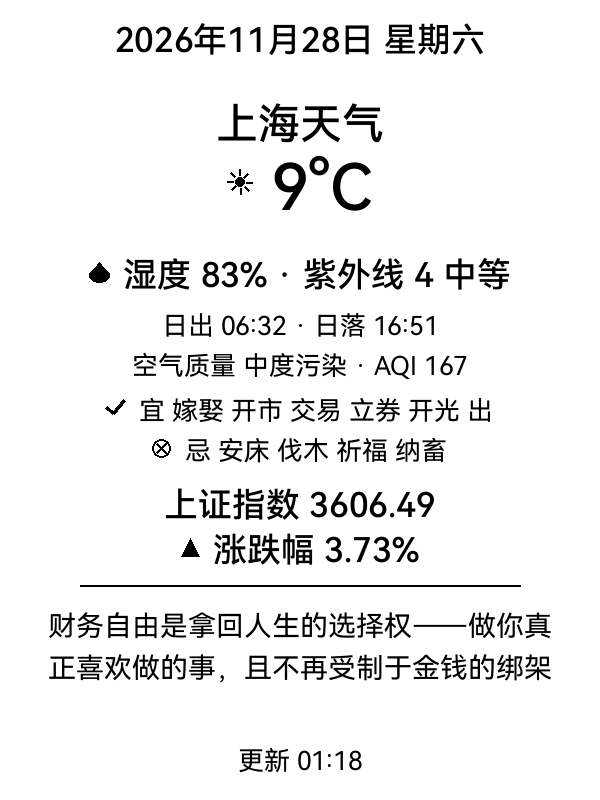 2026年11月28日 星期六
上海天气
9°C
湿度 83% · 紫外线 4 中等
日出 06:32 · 日落 16:51
空气质量 中度污染 · AQI 167
宜 嫁娶 开市 交易 立券 开光 出
忌 安床 伐木 祈福 纳畜
上证指数 3606.49
▲ 涨跌幅 3.73%
财务自由是拿回人生的选择权——做你真
正喜欢做的事，且不再受制于金钱的绑架
更新 01:18